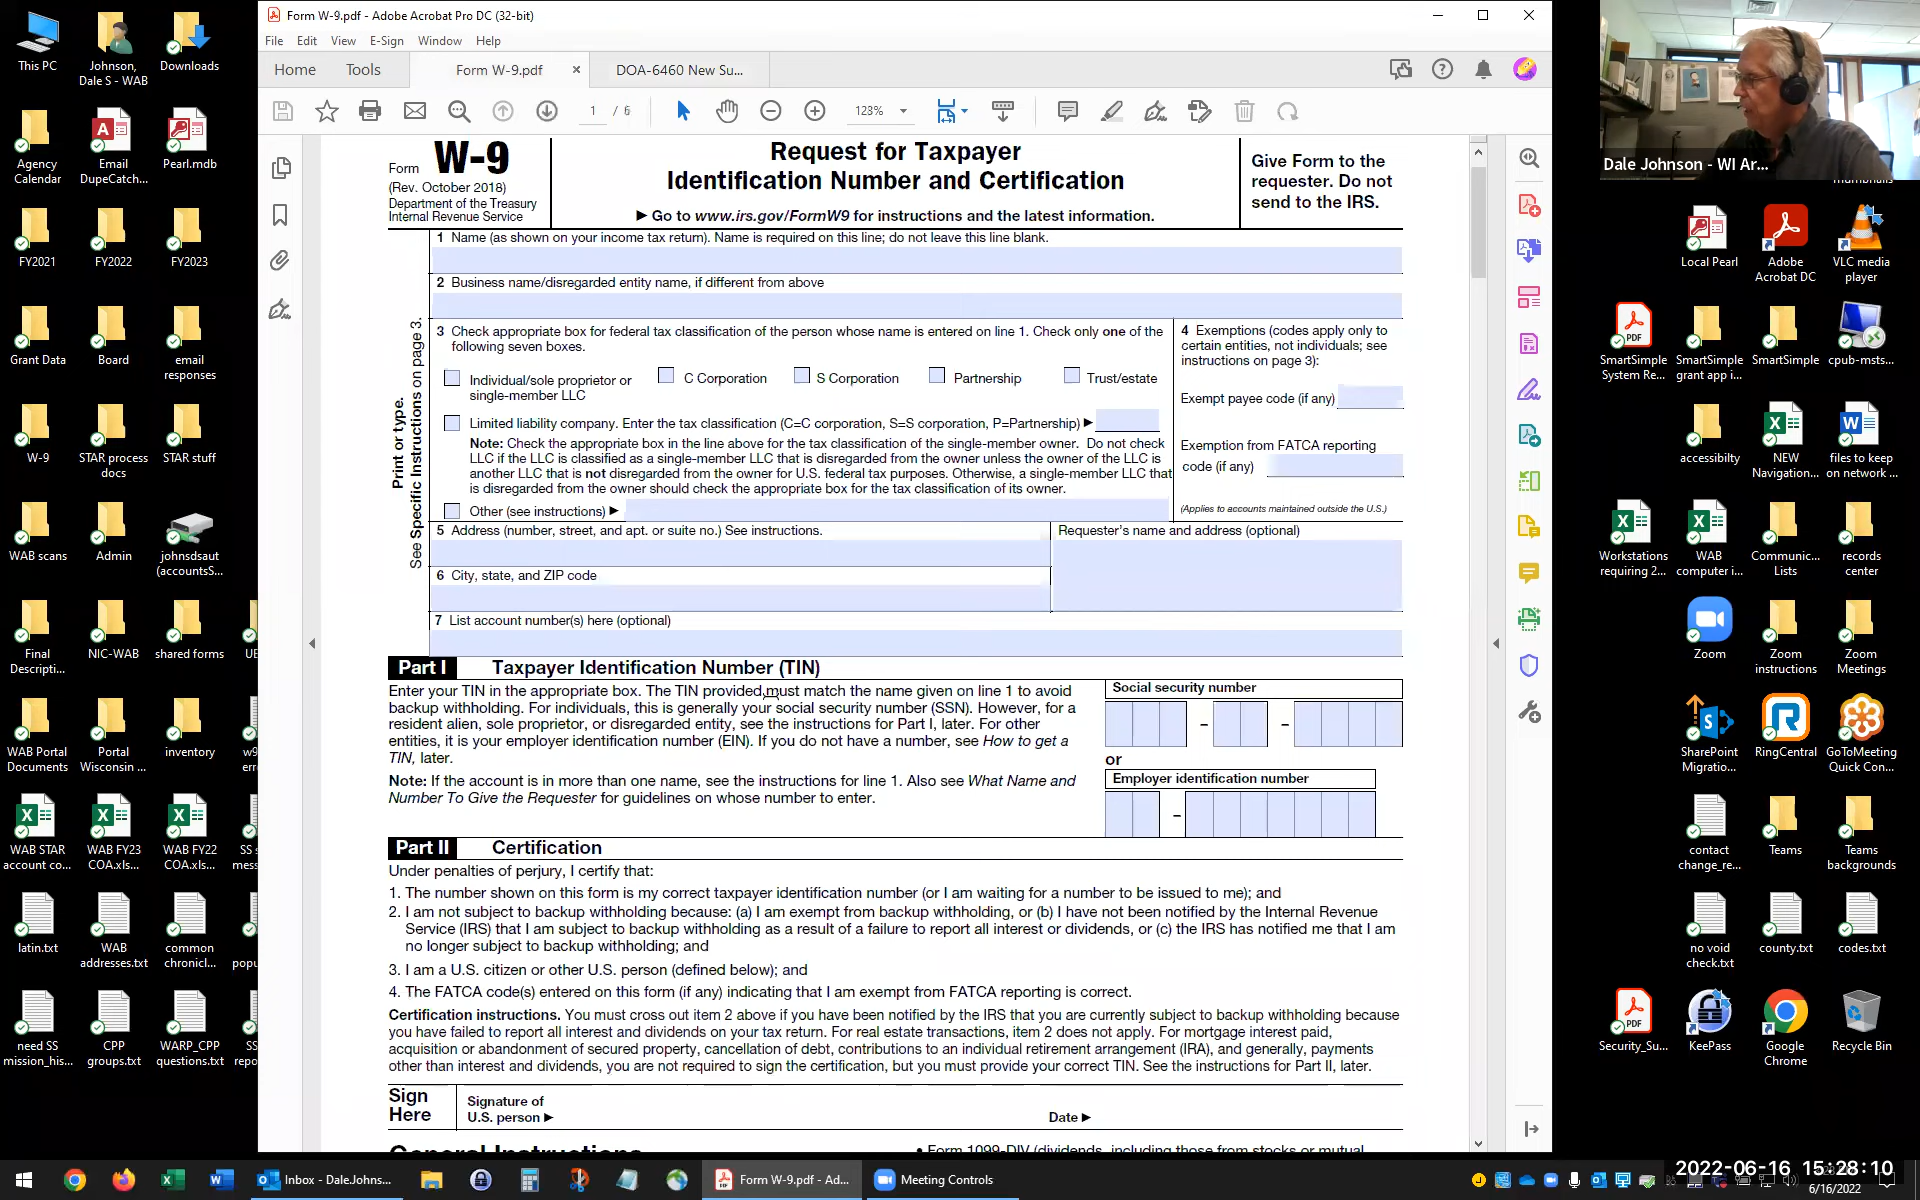 Form W-9.pdf - Adobe Acrobat Pro DC (32-bit)
File Edit View E-Sign Window Help
Home Tools Form W-9.pdf × DOA-6460 New Su...
1 / 6 123%
Form W-9
(Rev. October 2018)
Department of the Treasury
Internal Revenue Service
Request for Taxpayer
Identification Number and Certification
▶ Go to www.irs.gov/FormW9 for instructions and the latest information.
Give Form to the
requester. Do not
send to the IRS.
Print or type.
See Specific Instructions on page 3.
1 Name (as shown on your income tax return). Name is required on this line; do not leave this line blank.
2 Business name/disregarded entity name, if different from above
3 Check appropriate box for federal tax classification of the person whose name is entered on line 1. Check only one of the
following seven boxes.
Individual/sole proprietor or
single-member LLC
C Corporation
S Corporation
Partnership
Trust/estate
Limited liability company. Enter the tax classification (C=C corporation, S=S corporation, P=Partnership) ▶
Note: Check the appropriate box in the line above for the tax classification of the single-member owner. Do not check
LLC if the LLC is classified as a single-member LLC that is disregarded from the owner unless the owner of the LLC is
another LLC that is not disregarded from the owner for U.S. federal tax purposes. Otherwise, a single-member LLC that
is disregarded from the owner should check the appropriate box for the tax classification of its owner.
Other (see instructions) ▶
4 Exemptions (codes apply only to
certain entities, not individuals; see
instructions on page 3):
Exempt payee code (if any)
Exemption from FATCA reporting
code (if any)
(Applies to accounts maintained outside the U.S.)
5 Address (number, street, and apt. or suite no.) See instructions.
Requester's name and address (optional)
6 City, state, and ZIP code
7 List account number(s) here (optional)
Part I Taxpayer Identification Number (TIN)
Enter your TIN in the appropriate box. The TIN provided must match the name given on line 1 to avoid
backup withholding. For individuals, this is generally your social security number (SSN). However, for a
resident alien, sole proprietor, or disregarded entity, see the instructions for Part I, later. For other
entities, it is your employer identification number (EIN). If you do not have a number, see How to get a
TIN, later.
Note: If the account is in more than one name, see the instructions for line 1. Also see What Name and
Number To Give the Requester for guidelines on whose number to enter.
Social security number
– –
or
Employer identification number
–
Part II Certification
Under penalties of perjury, I certify that:
1. The number shown on this form is my correct taxpayer identification number (or I am waiting for a number to be issued to me); and
2. I am not subject to backup withholding because: (a) I am exempt from backup withholding, or (b) I have not been notified by the Internal Revenue
Service (IRS) that I am subject to backup withholding as a result of a failure to report all interest or dividends, or (c) the IRS has notified me that I am
no longer subject to backup withholding; and
3. I am a U.S. citizen or other U.S. person (defined below); and
4. The FATCA code(s) entered on this form (if any) indicating that I am exempt from FATCA reporting is correct.
Certification instructions. You must cross out item 2 above if you have been notified by the IRS that you are currently subject to backup withholding because
you have failed to report all interest and dividends on your tax return. For real estate transactions, item 2 does not apply. For mortgage interest paid,
acquisition or abandonment of secured property, cancellation of debt, contributions to an individual retirement arrangement (IRA), and generally, payments
other than interest and dividends, you are not required to sign the certification, but you must provide your correct TIN. See the instructions for Part II, later.
Sign
Here
Signature of
U.S. person ▶
Date ▶
General Instructions
• Form 1099-DIV (dividends, including those from stocks or mutual
This PC
Johnson,
Dale S - WAB
Downloads
Agency
Calendar
Email
DupeCatch...
Pearl.mdb
FY2021 FY2022 FY2023
Grant Data
Board
email
responses
W-9
STAR process
docs
STAR stuff
WAB scans
Admin
johnsdsaut
(accountsS...
Final
Descripti...
NIC-WAB
shared forms
WAB Portal
Documents
Portal
Wisconsin ...
inventory
WAB STAR
account co...
WAB FY23
COA.xls...
WAB FY22
COA.xls...
latin.txt
WAB
addresses.txt
common
chronicl...
need SS
mission_his...
CPP
groups.txt
WARP_CPP
questions.txt
Dale Johnson - WI Ar...
Local Pearl
Adobe
Acrobat DC
VLC media
player
SmartSimple
System Re...
SmartSimple
grant app i...
SmartSimple
cpub-msts...
accessibilty
NEW
Navigation...
files to keep
on network ...
Workstations
requiring 2...
WAB
computer i...
Communic...
Lists
records
center
Zoom
Zoom
instructions
Zoom
Meetings
SharePoint
Migratio...
RingCentral
GoToMeeting
Quick Con...
contact
change_re...
Teams
Teams
backgrounds
no void
check.txt
county.txt
codes.txt
Security_Su...
KeePass
Google
Chrome
Recycle Bin
Inbox - Dale.Johns...
Form W-9.pdf - Ad...
Meeting Controls
2022-06-16 15:28:10
6/16/2022